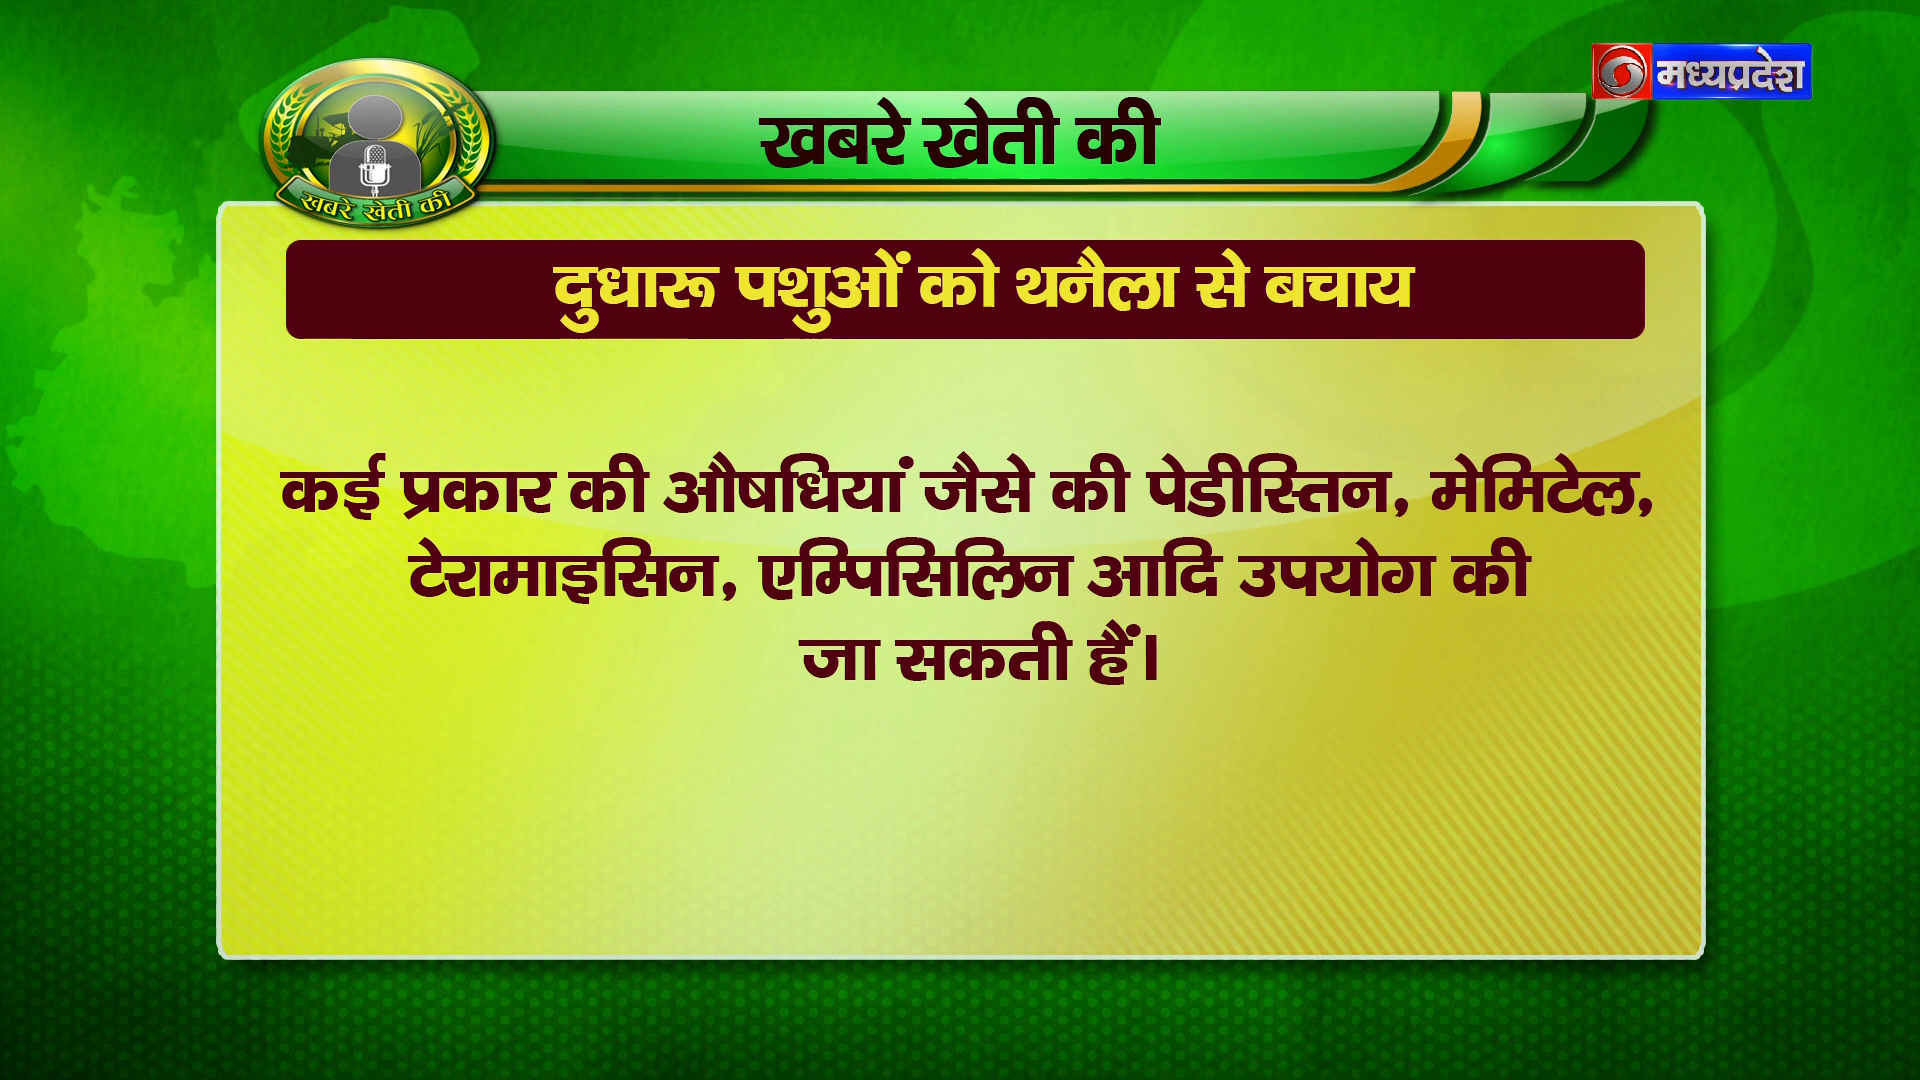 मध्यप्रदेश
खबरे खेती की
खबरे खेती की
दुधारू पशुओं को थनैला से बचाय
कई प्रकार की औषधियां जैसे की पेडीस्तिन, मेमिटेल,
टेरामाइसिन, एम्पिसिलिन आदि उपयोग की
जा सकती हैं।